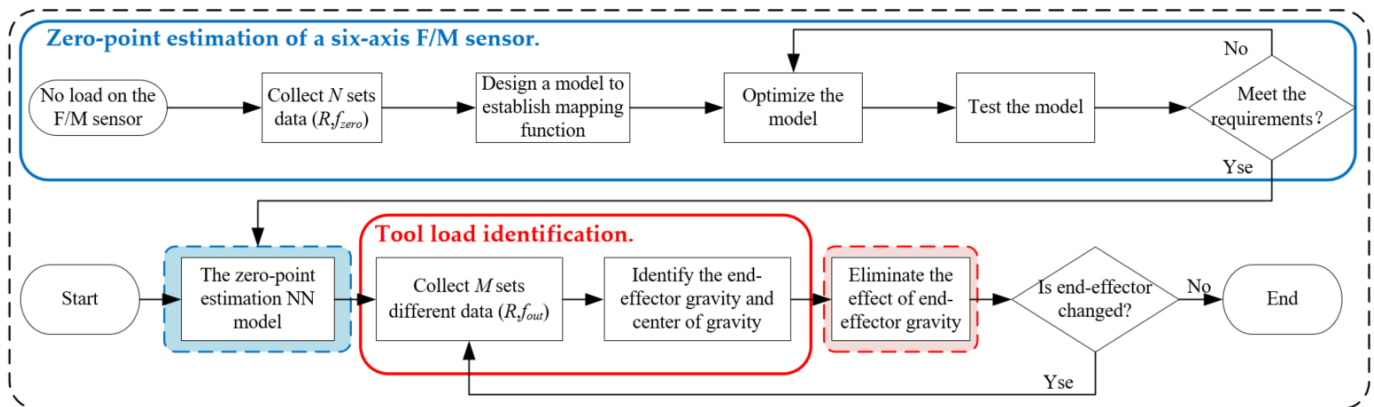 Zero-point estimation of a six-axis F/M sensor.
No load on the
F/M sensor
Collect N sets
data (R,fzero)
Design a model to
establish mapping
function
Optimize the
model
Test the model
Meet the
requirements?
No
Yse
Start
The zero-point
estimation NN
model
Tool load identification.
Collect M sets
different data (R,fout)
Identify the end-
effector gravity and
center of gravity
Eliminate the
effect of end-
effector gravity
Is end-effector
changed?
No
Yse
End